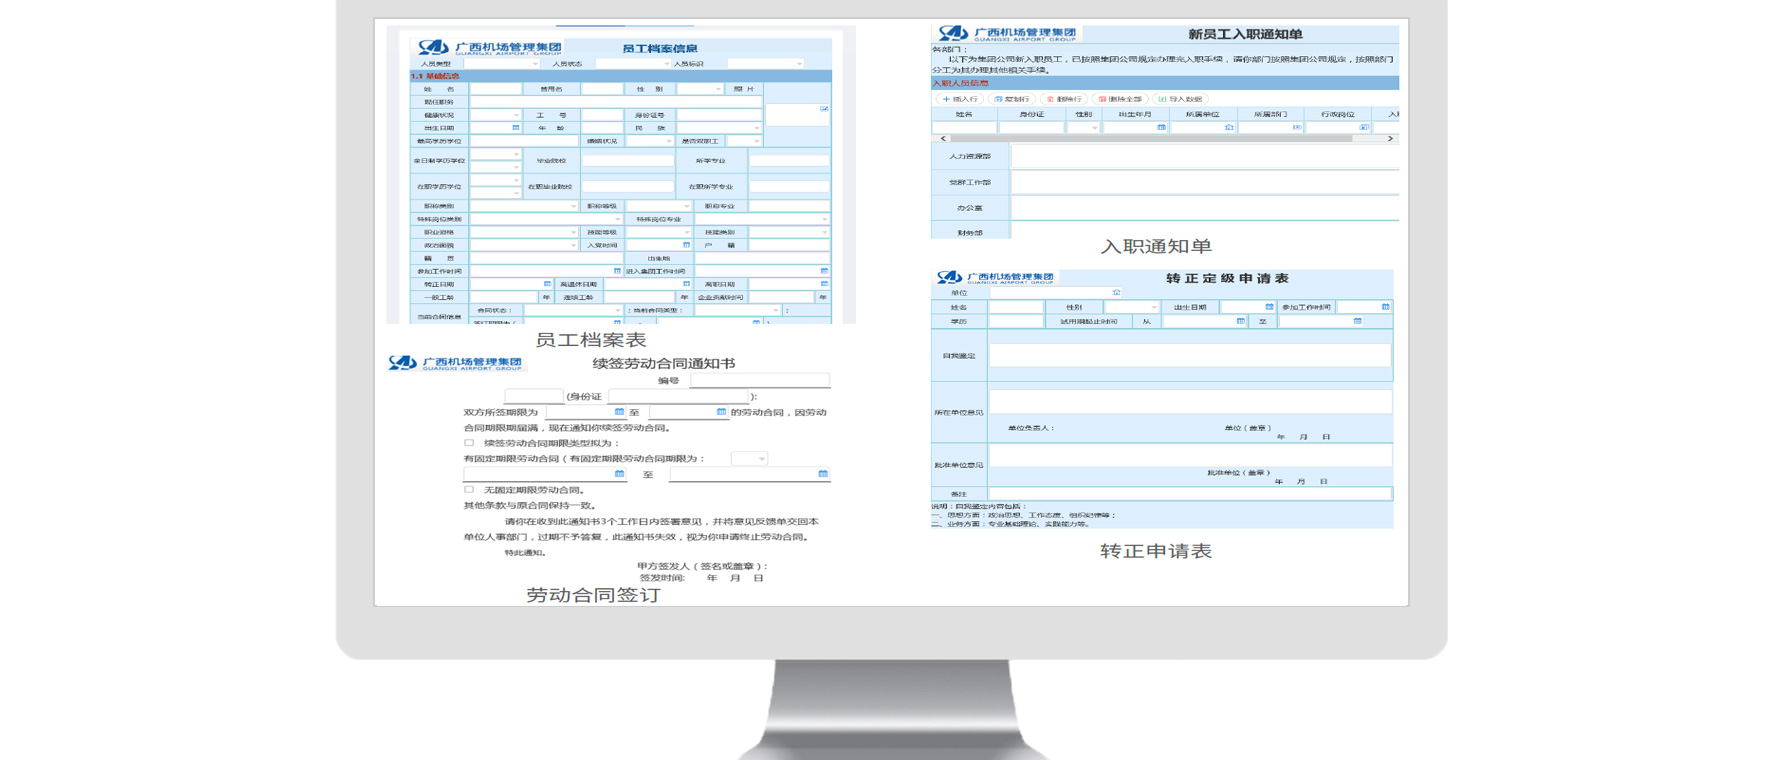 广西机场管理集团
GUANGXI AIRPORT GROUP
员工档案信息
人员类型 人员状态 人员标识
1.1 基础信息
姓 名 曾用名 性 别 照 片
现任职务
健康状况 工 号 身份证号
出生日期 年 龄 民 族
最高学历学位 婚姻状况 是否双职工
全日制学历学位 毕业院校 所学专业
在职学历学位 在职毕业院校 在职所学专业
职称类别 职称等级 职称专业
特殊岗位类别 特殊岗位专业
职业资格 技能等级 技能类别
政治面貌 入党时间 户 籍
籍 贯 出生地
参加工作时间 进入集团工作时间
转正日期 离退休日期 离职日期
一般工龄 年 连续工龄 年 企业贡献时间 年
当前合同信息 合同状态： ；当前合同类型： ；
员工档案表
广西机场管理集团
GUANGXI AIRPORT GROUP
续签劳动合同通知书
编号
(身份证 ):
双方所签期限为 至 的劳动合同，因劳动
合同期限期届满，现在通知你续签劳动合同。
续签劳动合同期限类型拟为：
有固定期限劳动合同（有固定期限劳动合同期限为：
至
无固定期限劳动合同。
其他条款与原合同保持一致。
请你在收到此通知书3个工作日内签署意见，并将意见反馈单交回本
单位人事部门，过期不予答复，此通知书失效，视为你申请终止劳动合同。
特此通知。
甲方签发人（签名或盖章）：
签发时间: 年 月 日
劳动合同签订
广西机场管理集团
GUANGXI AIRPORT GROUP
新员工入职通知单
各部门：
以下为集团公司新入职员工，已按照集团公司规定办理完入职手续，请你部门按照集团公司规定，按照部门
分工为其办理其他相关手续。
入职人员信息
插入行 复制行 删除行 删除全部 导入数据
姓名 身份证 性别 出生年月 所属单位 所属部门 行政岗位
人力资源部
党群工作部
办公室
财务部
入职通知单
广西机场管理集团
GUANGXI AIRPORT GROUP
转正定级申请表
单位
姓名 性别 出生日期 参加工作时间
学历 试用期起止时间 从 至
自我鉴定
所在单位意见
单位负责人： 单位（盖章）
年 月 日
批准单位意见
批准单位（盖章）
年 月 日
备注
说明：自我鉴定内容包括：
一、思想方面：政治思想、工作态度、组织纪律等；
二、业务方面：专业基础理论、实践能力等。
转正申请表